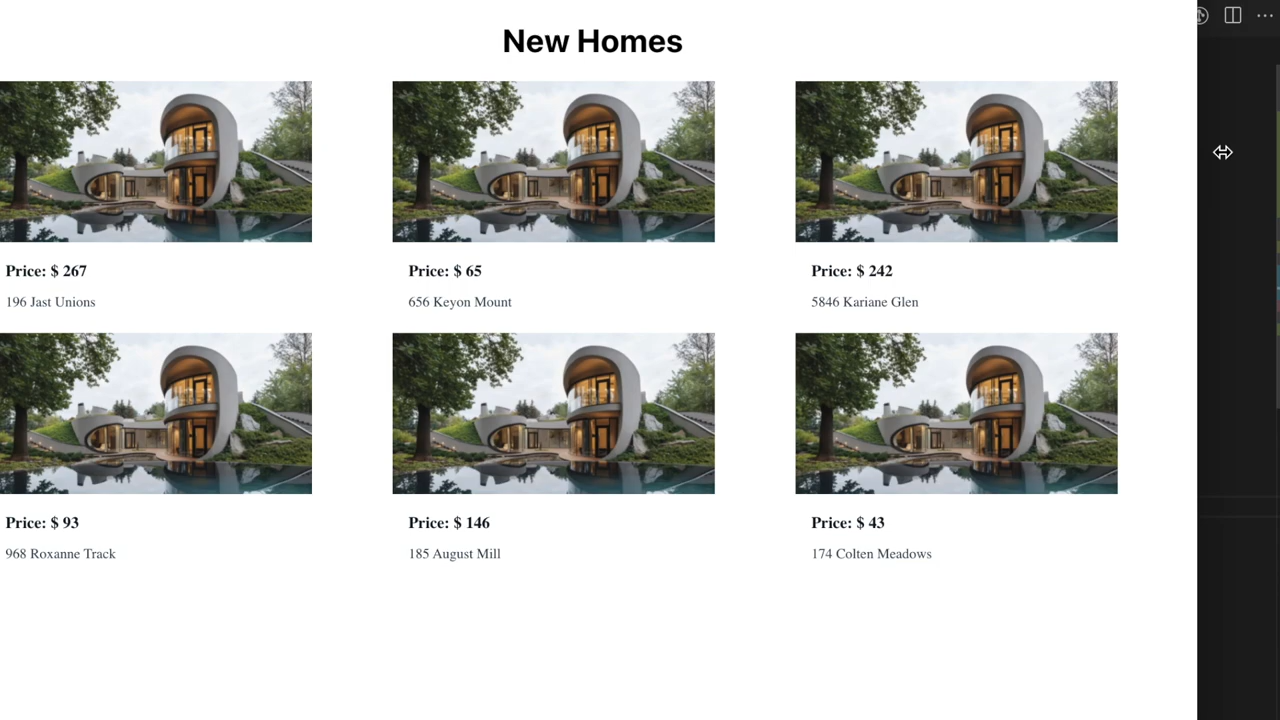 New Homes
Price: $ 267
196 Jast Unions
Price: $ 65
656 Keyon Mount
Price: $ 242
5846 Kariane Glen
Price: $ 93
968 Roxanne Track
Price: $ 146
185 August Mill
Price: $ 43
174 Colten Meadows